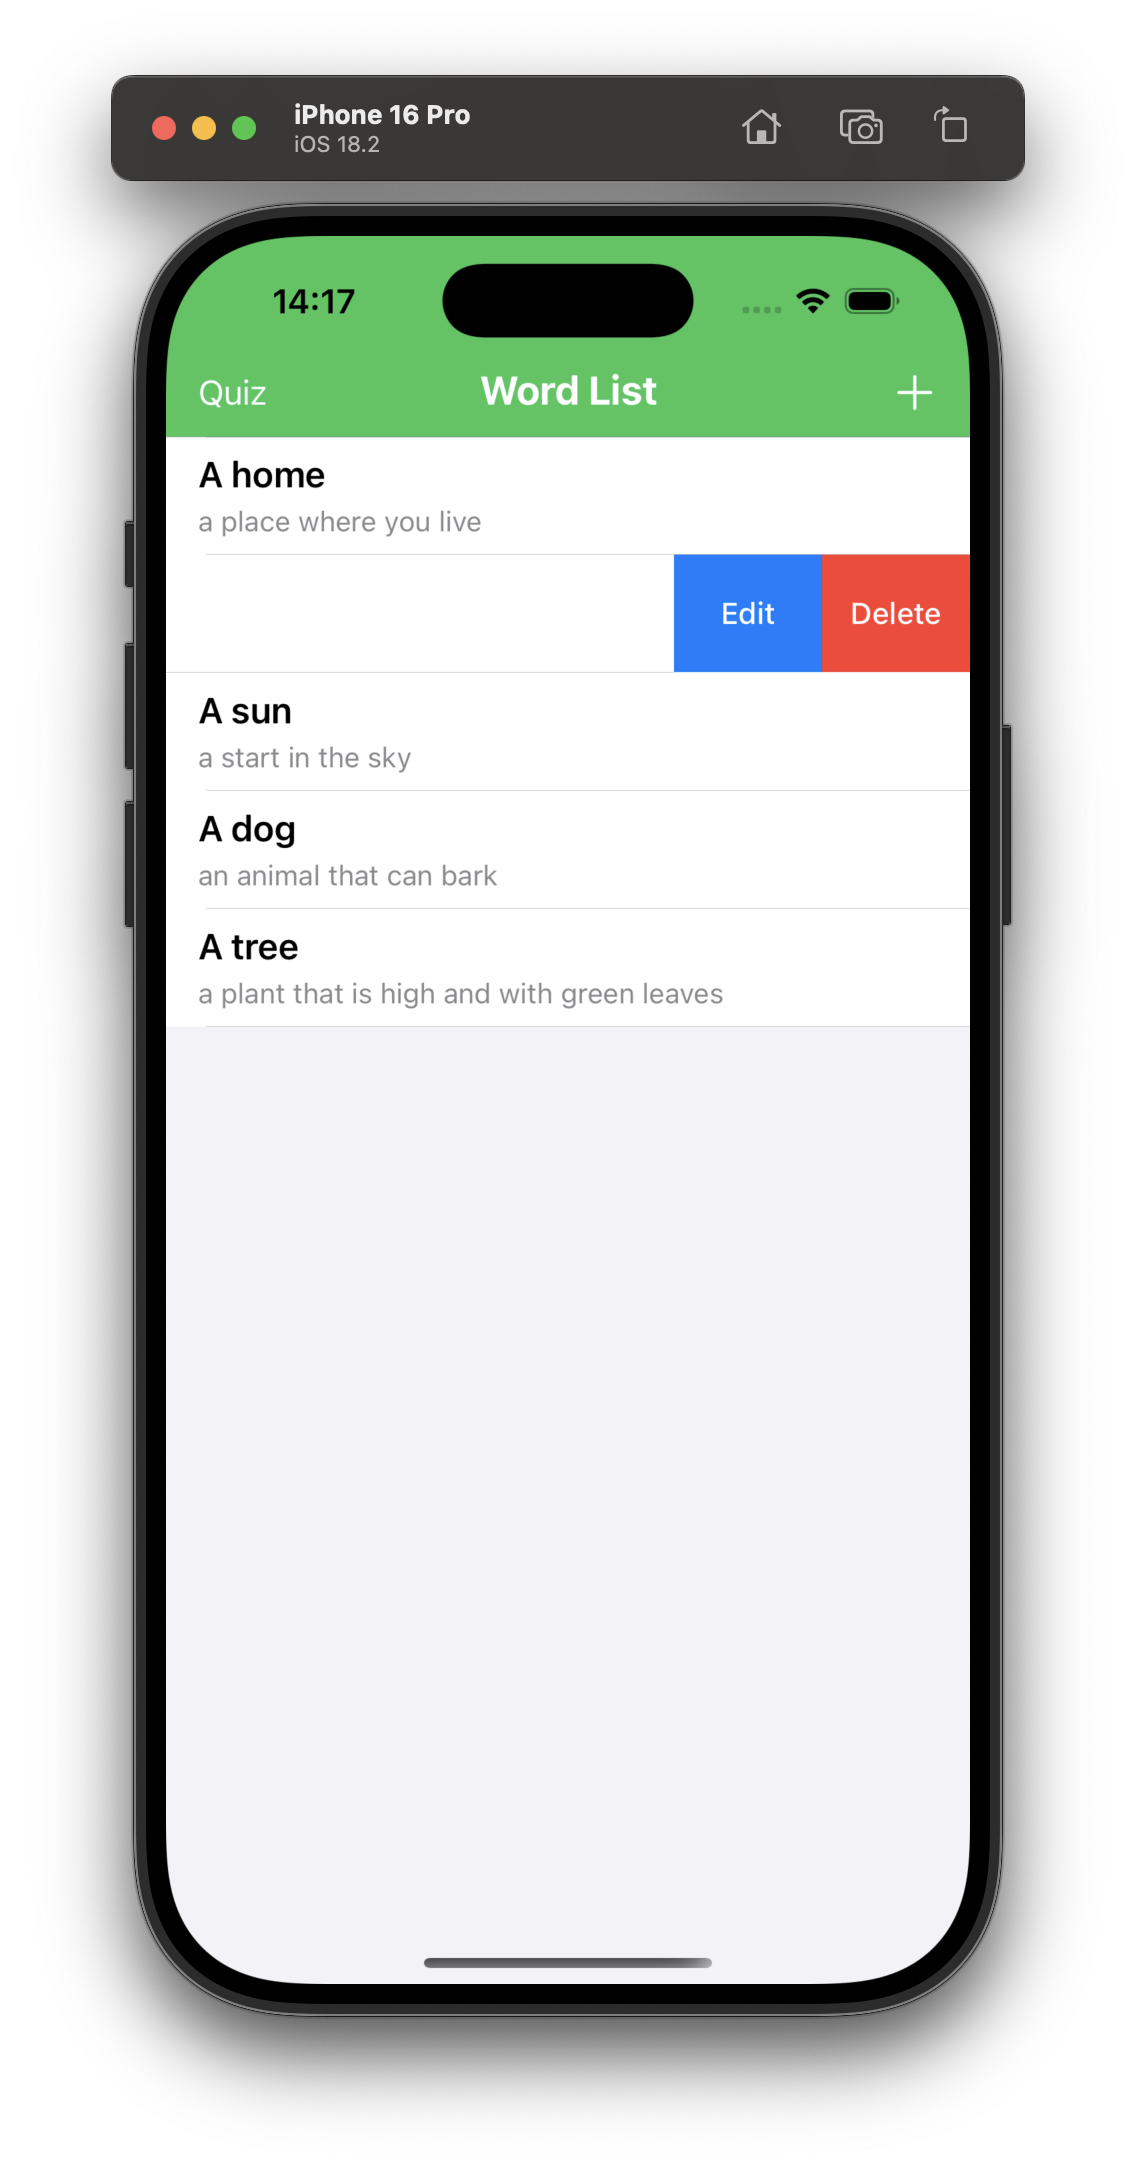 iPhone 16 Pro
iOS 18.2
14:17
Quiz Word List +
A home
a place where you live
Edit Delete
A sun
a start in the sky
A dog
an animal that can bark
A tree
a plant that is high and with green leaves